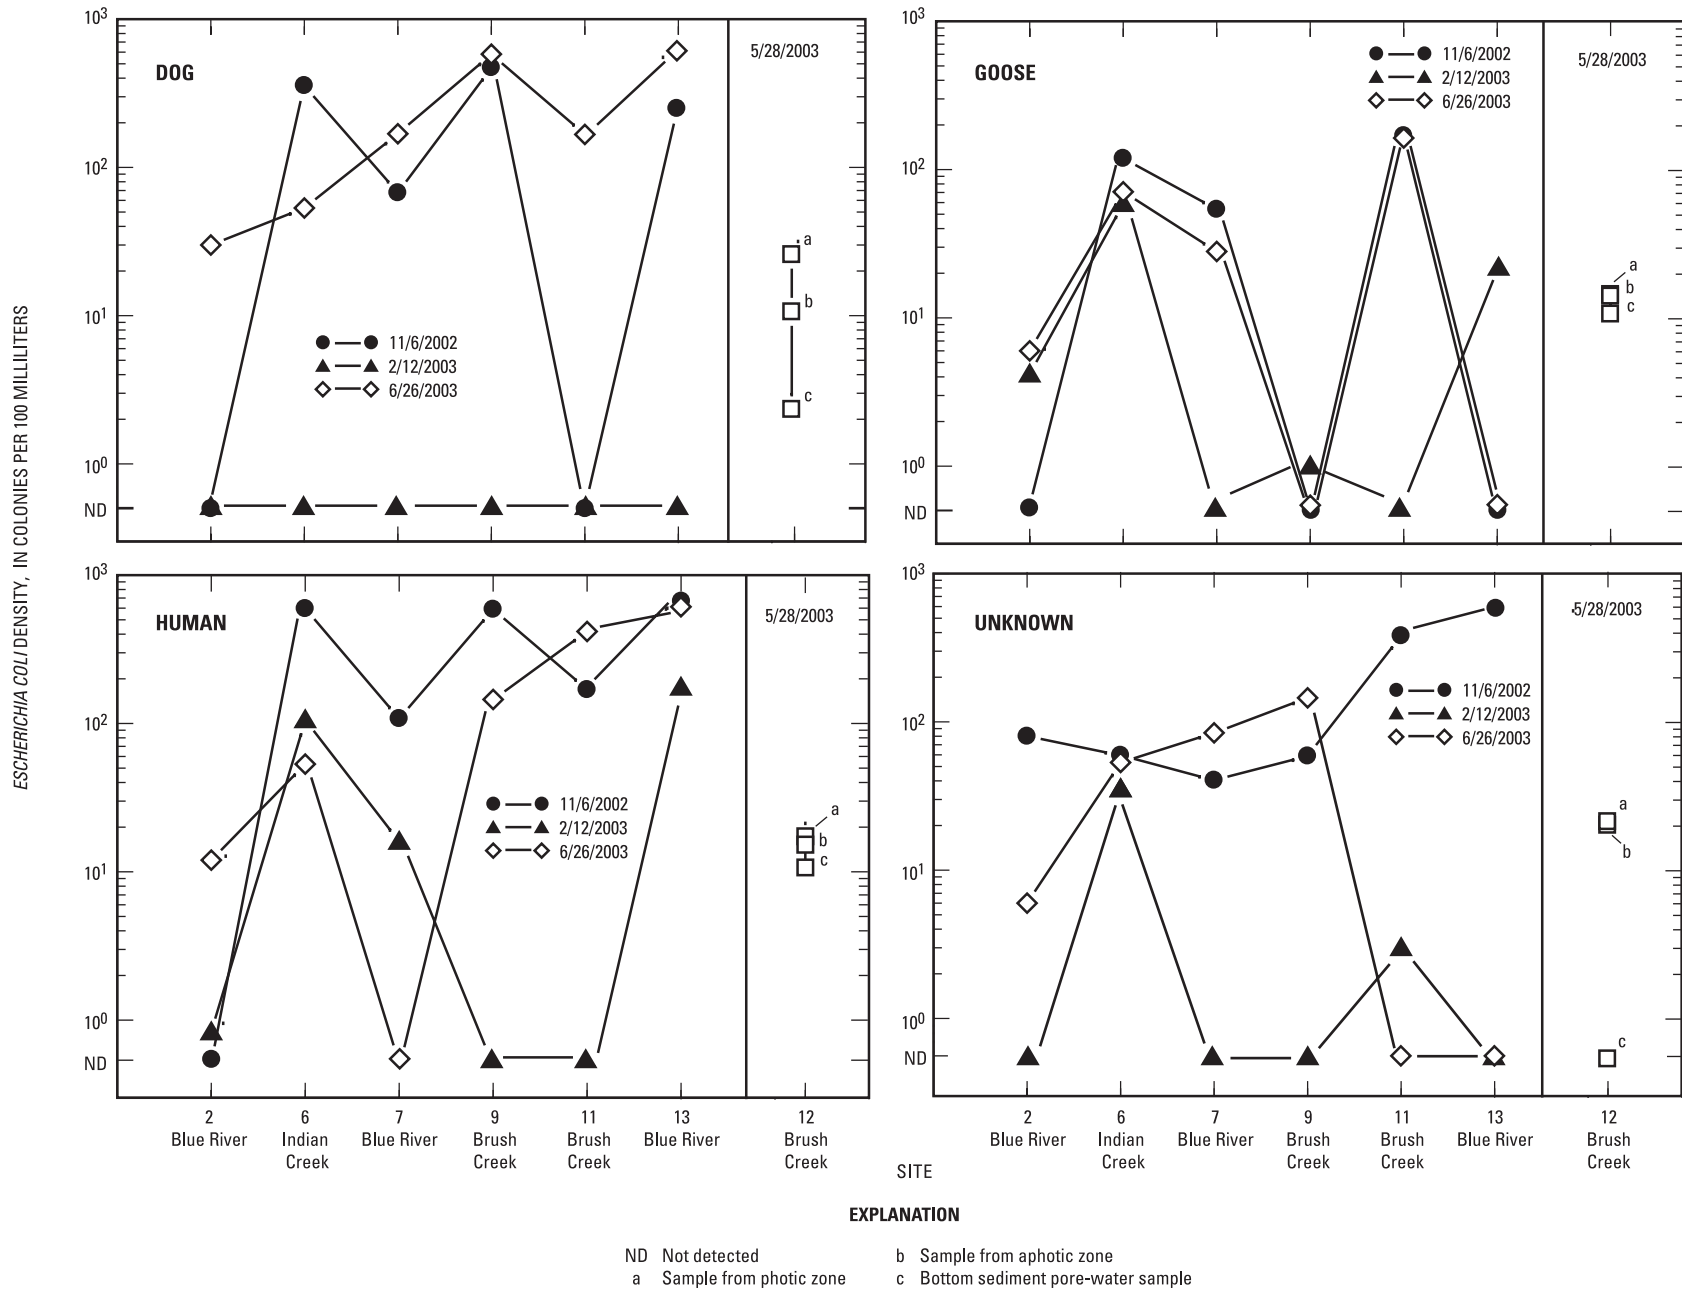 ESCHERICHIA COLI DENSITY, IN COLONIES PER 100 MILLILITERS
DOG
10³
10²
10¹
10⁰
ND
11/6/2002
2/12/2003
6/26/2003
5/28/2003
a
b
c
GOOSE
10³
10²
10¹
10⁰
ND
11/6/2002
2/12/2003
6/26/2003
5/28/2003
a
b
c
HUMAN
10³
10²
10¹
10⁰
ND
11/6/2002
2/12/2003
6/26/2003
5/28/2003
a
b
c
2 6 7 9 11 13 12
Blue River Indian Blue River Brush Brush Blue River Brush
Creek Creek Creek Creek
UNKNOWN
10³
10²
10¹
10⁰
ND
11/6/2002
2/12/2003
6/26/2003
5/28/2003
a
b
c
2 6 7 9 11 13 12
Blue River Indian Blue River Brush Brush Blue River Brush
Creek Creek Creek Creek
SITE
EXPLANATION
ND Not detected
a Sample from photic zone
b Sample from aphotic zone
c Bottom sediment pore-water sample